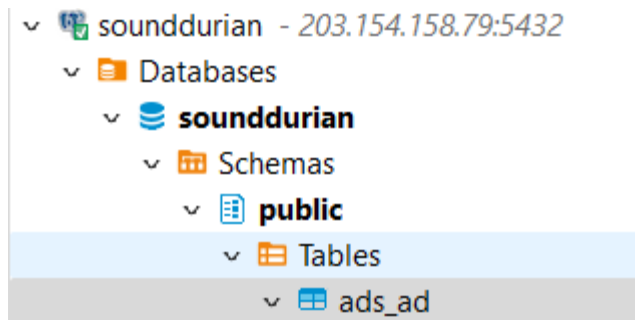 sounddurian - 203.154.158.79:5432
Databases
sounddurian
Schemas
public
Tables
ads_ad